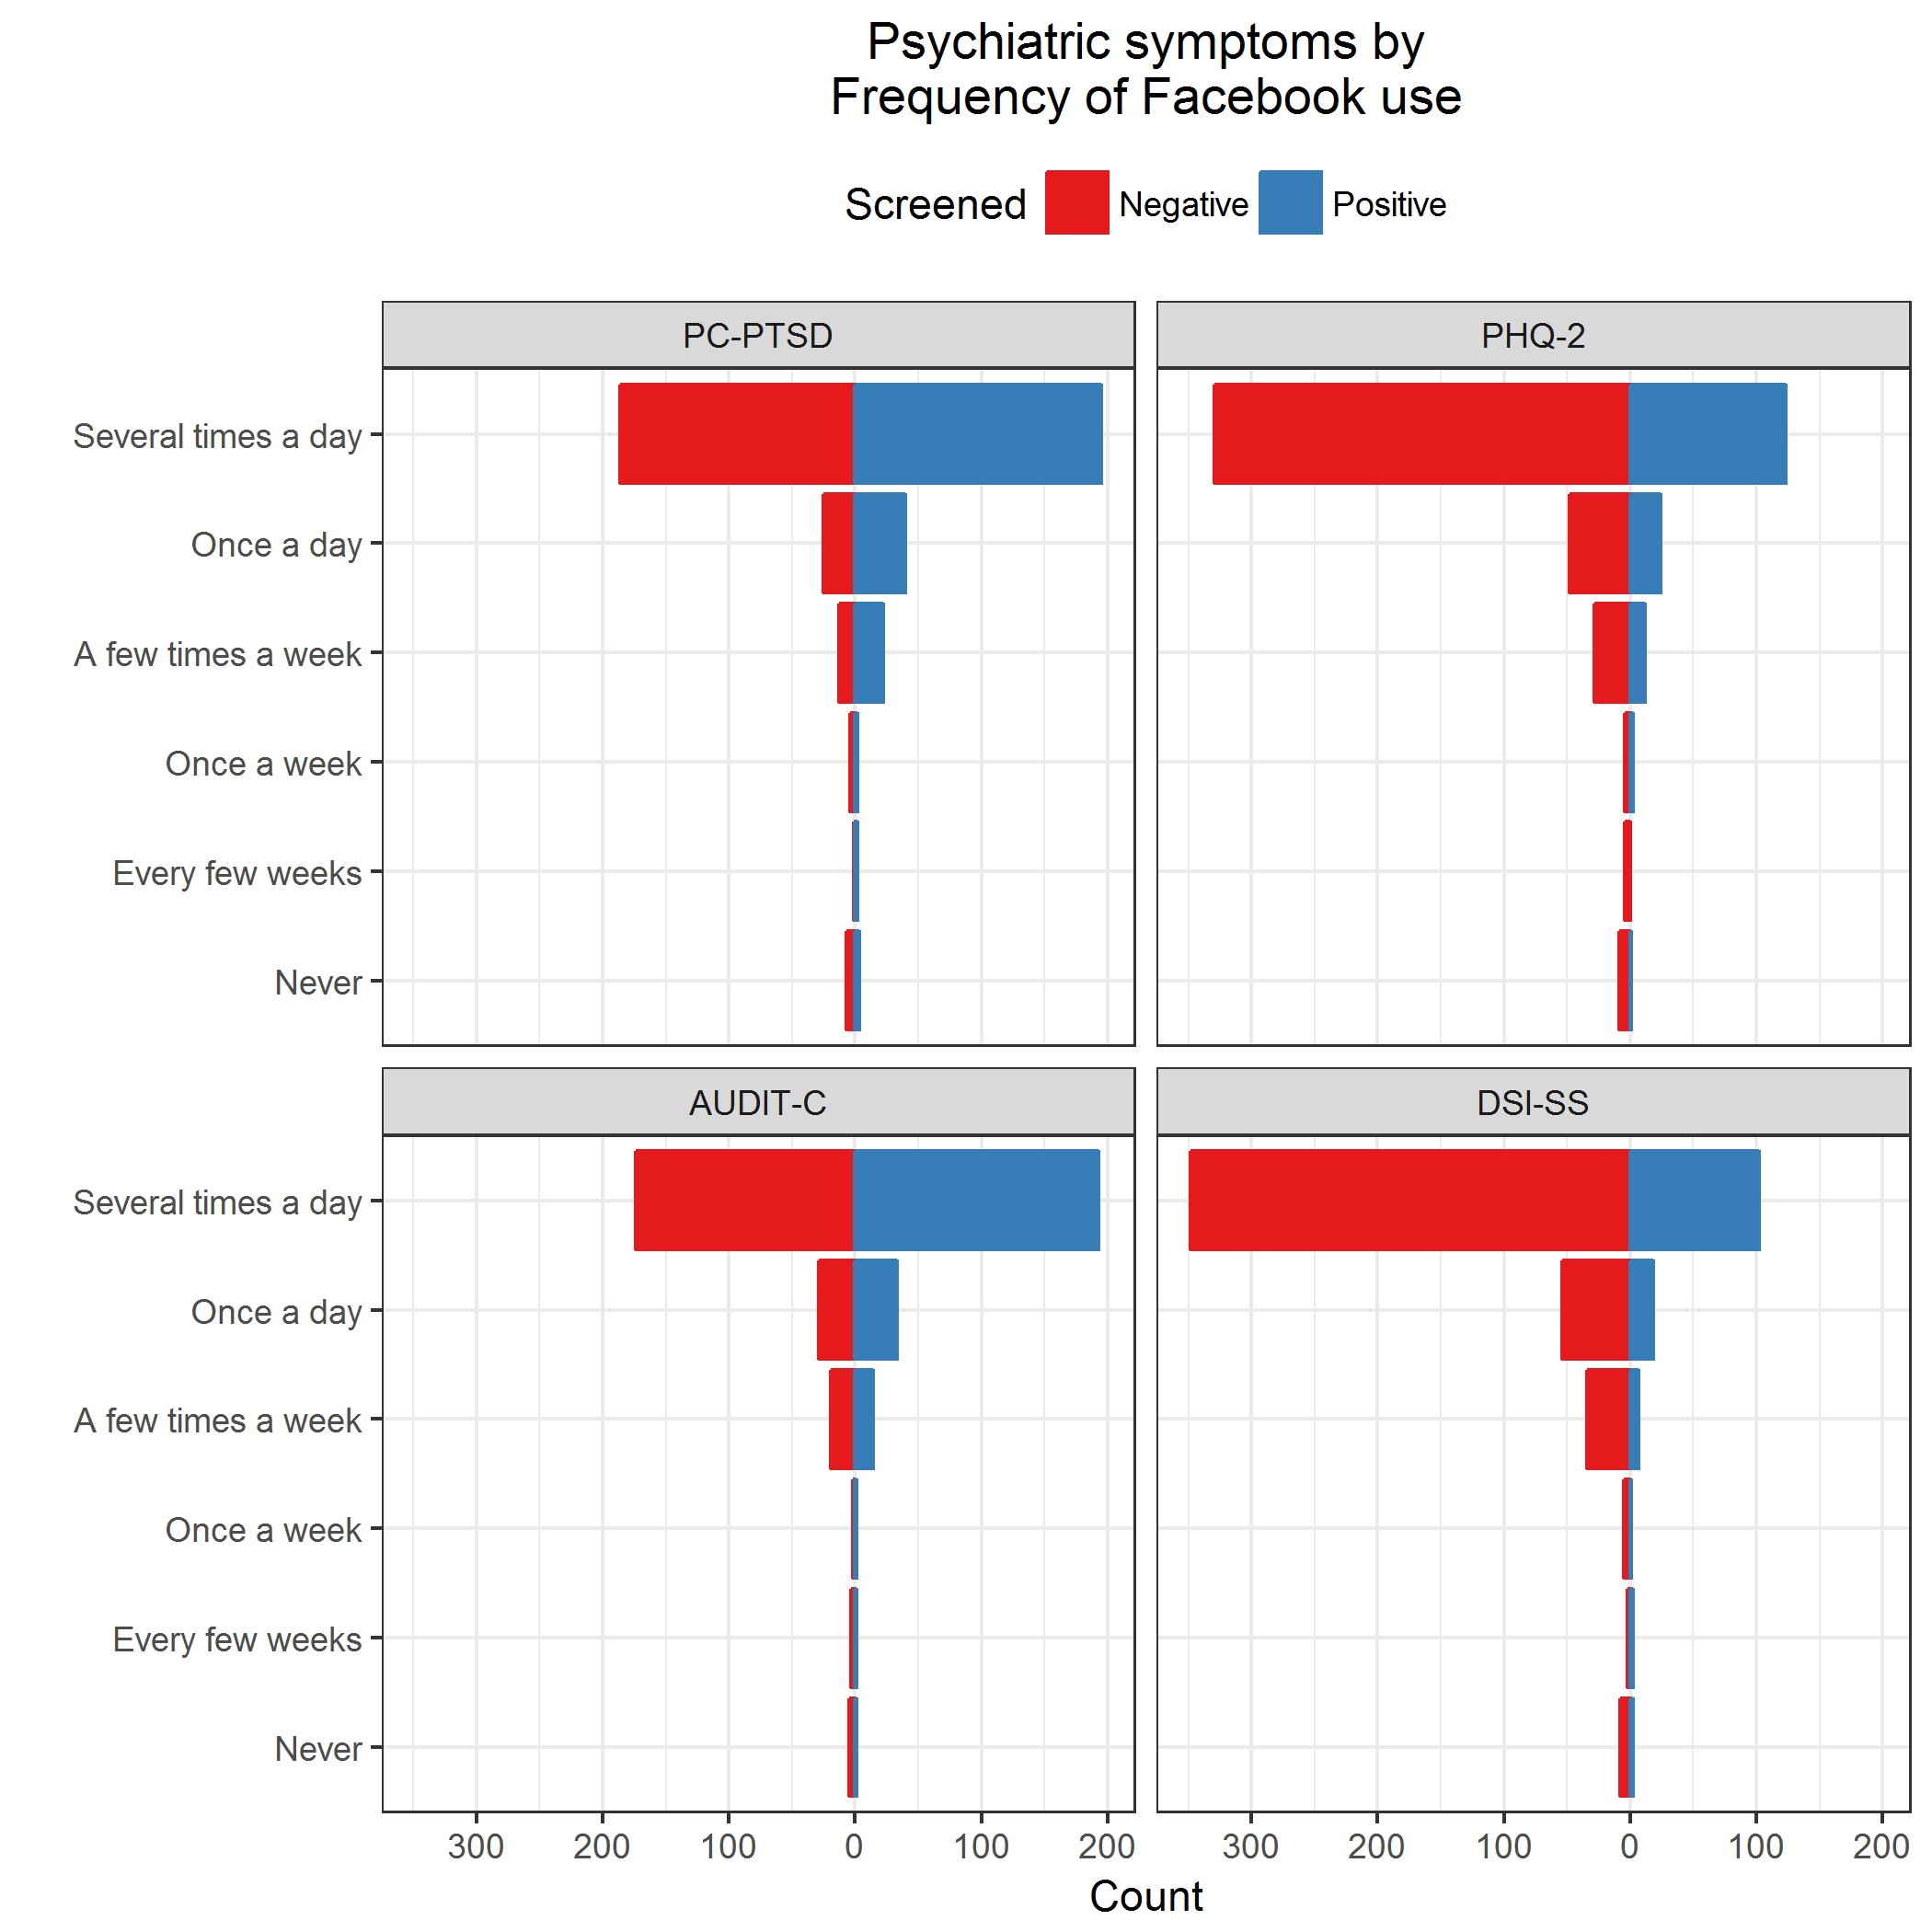 Psychiatric symptoms by
Frequency of Facebook use
Screened Negative Positive
PC-PTSD PHQ-2
Several times a day
Once a day
A few times a week
Once a week
Every few weeks
Never
AUDIT-C DSI-SS
Several times a day
Once a day
A few times a week
Once a week
Every few weeks
Never
300 200 100 0 100 200 300 200 100 0 100 200
Count